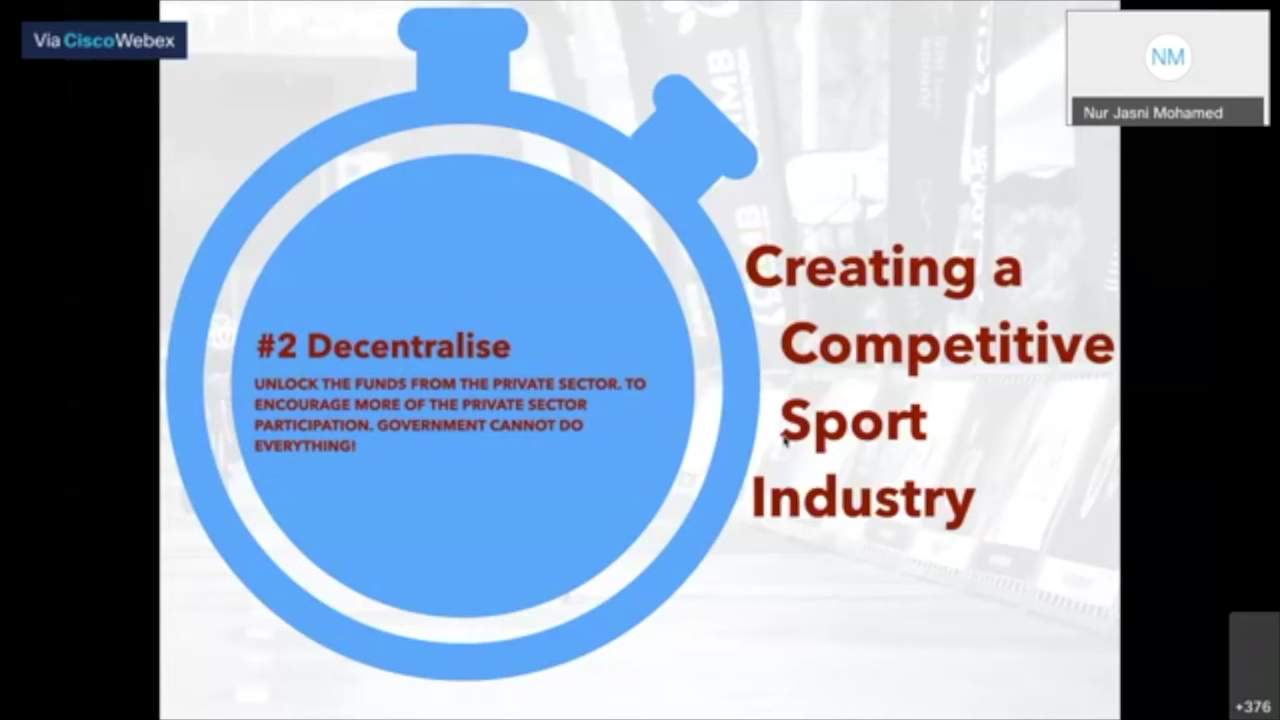 Via CiscoWebex
NM
Nur Jasni Mohamed
#2 Decentralise
UNLOCK THE FUNDS FROM THE PRIVATE SECTOR. TO
ENCOURAGE MORE OF THE PRIVATE SECTOR
PARTICIPATION. GOVERNMENT CANNOT DO
EVERYTHING!
Creating a
Competitive
Sport
Industry
+376